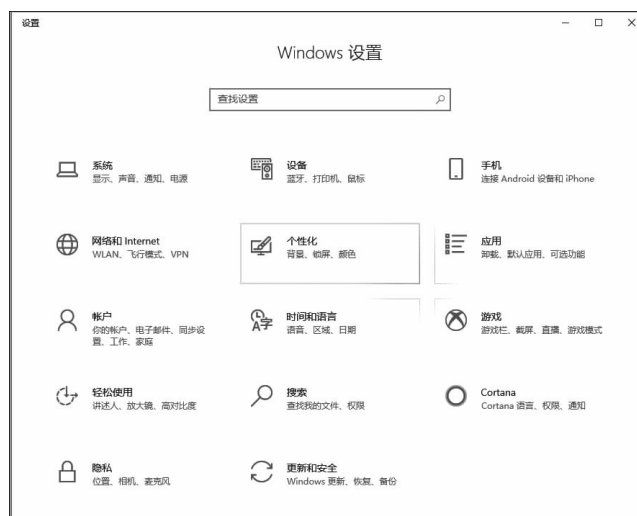 设置
Windows 设置
查找设置
系统
显示、声音、通知、电源
设备
蓝牙、打印机、鼠标
手机
连接 Android 设备和 iPhone
网络和 Internet
WLAN、飞行模式、VPN
个性化
背景、锁屏、颜色
应用
卸载、默认应用、可选功能
帐户
你的帐户、电子邮件、同步设
置、工作、家庭
时间和语言
语音、区域、日期
游戏
游戏栏、截屏、直播、游戏模式
轻松使用
讲述人、放大镜、高对比度
搜索
查找我的文件、权限
Cortana
Cortana 语言、权限、通知
隐私
位置、相机、麦克风
更新和安全
Windows 更新、恢复、备份